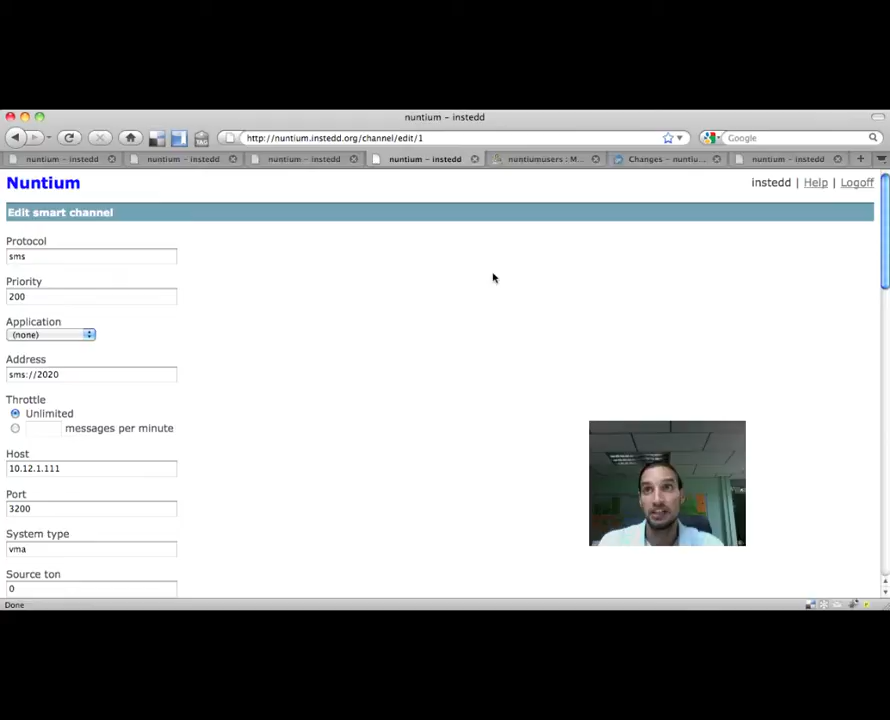 nuntium – instedd
http://nuntium.instedd.org/channel/edit/1
Google
nuntium – instedd
nuntium – instedd
nuntium – instedd
nuntium – instedd
nuntiumusers : M...
Changes – nuntiu...
nuntium – instedd
Nuntium
instedd | Help | Logoff
Edit smart channel
Protocol
sms
Priority
200
Application
(none)
Address
sms://2020
Throttle
Unlimited
messages per minute
Host
10.12.1.111
Port
3200
System type
vma
Source ton
0
Done